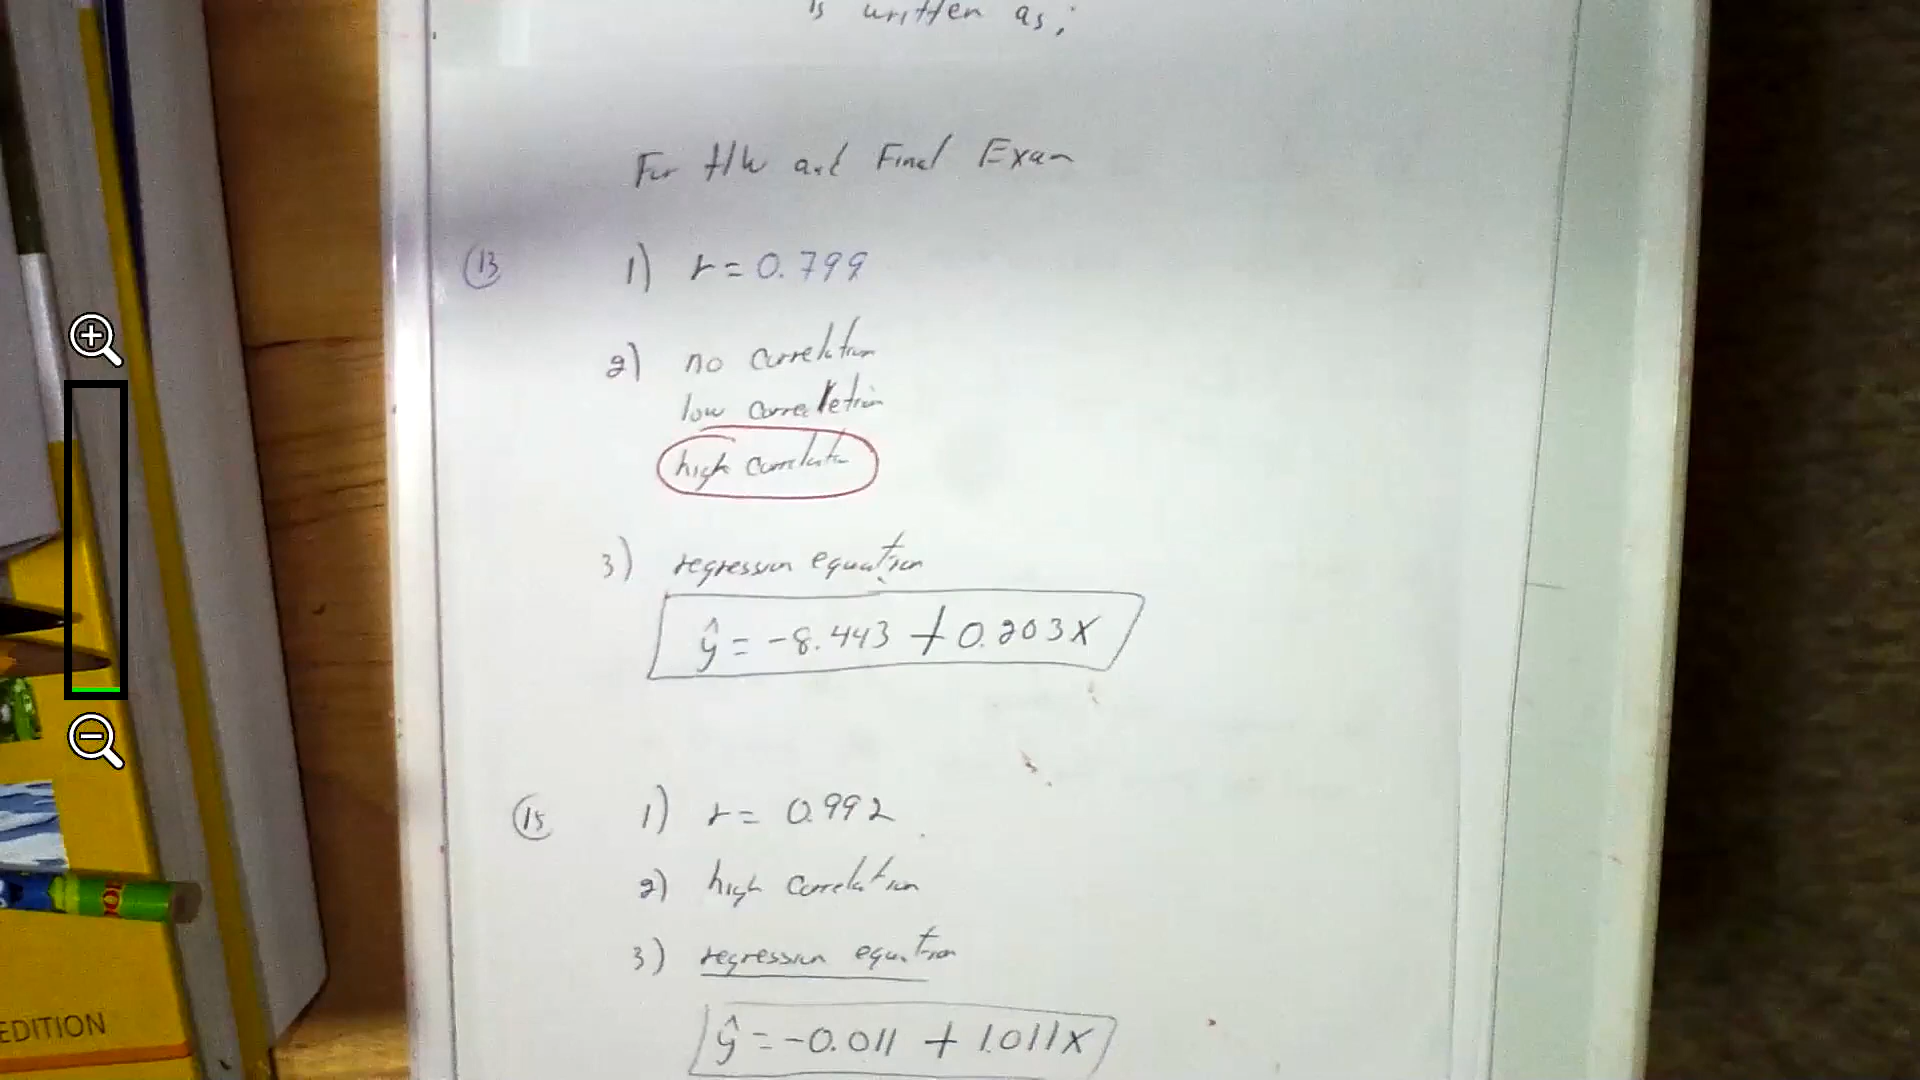 is written as;
For HW and Final Exam
13
1) r = 0.799
2) no correlation
low correletion
high correlation
3) regression equation
ŷ = -8.443 + 0.203x
15
1) r = 0.992
2) high correlation
3) regression equation
ŷ = -0.011 + 1.011x
EDITION